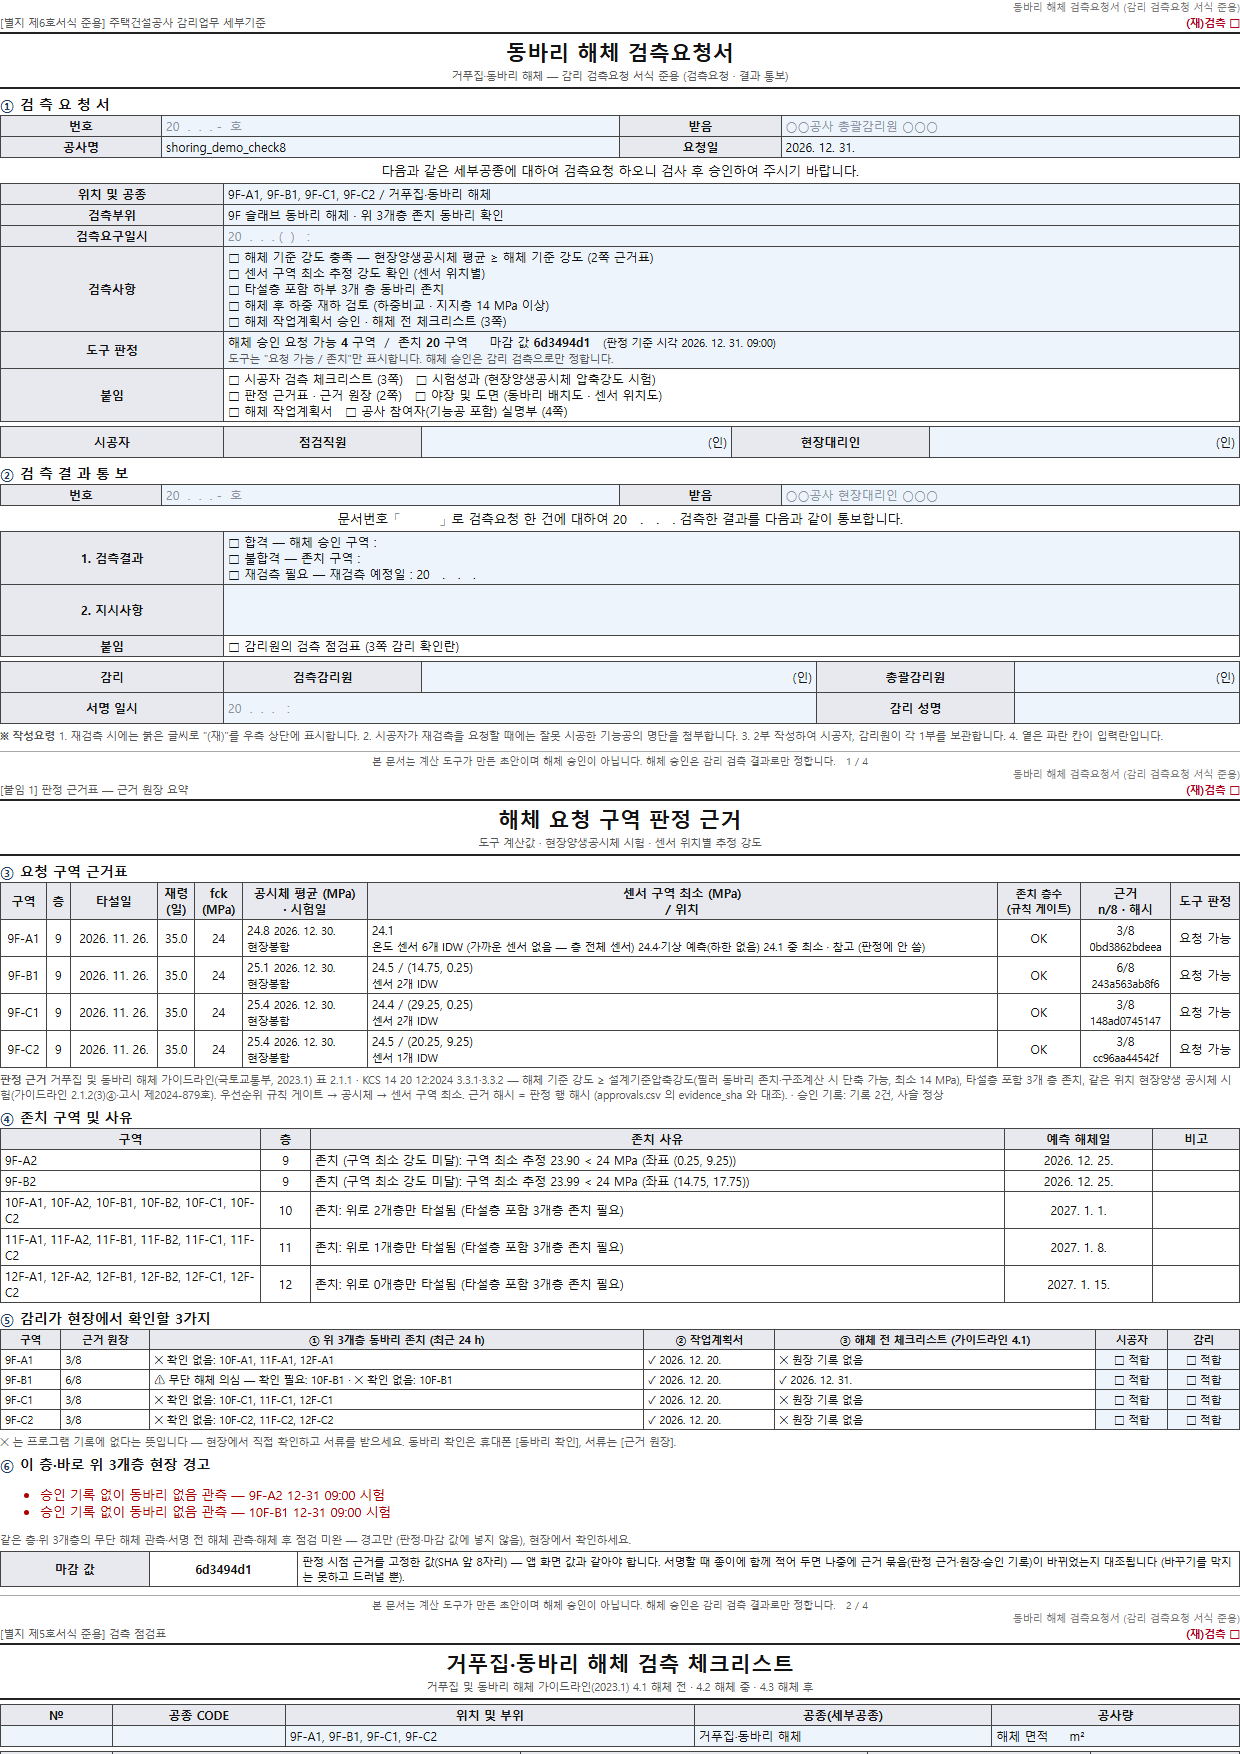 동바리 해체 검측요청서 (감리 검측요청 서식 준용)
[별지 제6호서식 준용] 주택건설공사 감리업무 세부기준
(재)검측 □
동바리 해체 검측요청서
거푸집·동바리 해체 — 감리 검측요청 서식 준용 (검측요청 · 결과 통보)
① 검 측 요 청 서
번호 20 . . . - 호 받음 ○○공사 총괄감리원 ○○○
공사명 shoring_demo_check8 요청일 2026. 12. 31.
다음과 같은 세부공종에 대하여 검측요청 하오니 검사 후 승인하여 주시기 바랍니다.
위치 및 공종 9F-A1, 9F-B1, 9F-C1, 9F-C2 / 거푸집·동바리 해체
검측부위 9F 슬래브 동바리 해체 · 위 3개층 존치 동바리 확인
검측요구일시 20 . . . ( ) :
검측사항
□ 해체 기준 강도 충족 — 현장양생공시체 평균 ≥ 해체 기준 강도 (2쪽 근거표)
□ 센서 구역 최소 추정 강도 확인 (센서 위치별)
□ 타설층 포함 하부 3개 층 동바리 존치
□ 해체 후 하중 재하 검토 (하중비교 · 지지층 14 MPa 이상)
□ 해체 작업계획서 승인 · 해체 전 체크리스트 (3쪽)
도구 판정
해체 승인 요청 가능 4 구역 / 존치 20 구역 마감 값 6d3494d1 (판정 기준 시각 2026. 12. 31. 09:00)
도구는 "요청 가능 / 존치"만 표시합니다. 해체 승인은 감리 검측으로만 정합니다.
붙임
□ 시공자 검측 체크리스트 (3쪽) □ 시험성과 (현장양생공시체 압축강도 시험)
□ 판정 근거표 · 근거 원장 (2쪽) □ 야장 및 도면 (동바리 배치도 · 센서 위치도)
□ 해체 작업계획서 □ 공사 참여자(기능공 포함) 실명부 (4쪽)
시공자 점검직원 (인) 현장대리인 (인)
② 검 측 결 과 통 보
번호 20 . . . - 호 받음 ○○공사 현장대리인 ○○○
문서번호「 」로 검측요청 한 건에 대하여 20 . . . 검측한 결과를 다음과 같이 통보합니다.
1. 검측결과
□ 합격 — 해체 승인 구역 :
□ 불합격 — 존치 구역 :
□ 재검측 필요 — 재검측 예정일 : 20 . . .
2. 지시사항
붙임 □ 감리원의 검측 점검표 (3쪽 감리 확인란)
감리 검측감리원 (인) 총괄감리원 (인)
서명 일시 20 . . . : 감리 성명
※ 작성요령 1. 재검측 시에는 붉은 글씨로 "(재)"를 우측 상단에 표시합니다. 2. 시공자가 재검측을 요청할 때에는 잘못 시공한 기능공의 명단을 첨부합니다. 3. 2부 작성하여 시공자, 감리원이 각 1부를 보관합니다. 4. 옅은 파란 칸이 입력란입니다.
본 문서는 계산 도구가 만든 초안이며 해체 승인이 아닙니다. 해체 승인은 감리 검측 결과로만 정합니다. 1 / 4
동바리 해체 검측요청서 (감리 검측요청 서식 준용)
[붙임 1] 판정 근거표 — 근거 원장 요약
(재)검측 □
해체 요청 구역 판정 근거
도구 계산값 · 현장양생공시체 시험 · 센서 위치별 추정 강도
③ 요청 구역 근거표
구역 층 타설일 재령 (일) fck (MPa) 공시체 평균 (MPa) · 시험일 센서 구역 최소 (MPa) / 위치 존치 층수 (규칙 게이트) 근거 n/8 · 해시 도구 판정
9F-A1 9 2026. 11. 26. 35.0 24 24.8 2026. 12. 30. 현장봉함 24.1 OK 3/8 0bd3862bdeea 요청 가능
온도 센서 6개 IDW (가까운 센서 없음 — 층 전체 센서) 24.4·기상 예측(하한 없음) 24.1 중 최소 · 참고 (판정에 안 씀)
9F-B1 9 2026. 11. 26. 35.0 24 25.1 2026. 12. 30. 현장봉함 24.5 / (14.75, 0.25) 센서 2개 IDW OK 6/8 243a563ab8f6 요청 가능
9F-C1 9 2026. 11. 26. 35.0 24 25.4 2026. 12. 30. 현장봉함 24.4 / (29.25, 0.25) 센서 2개 IDW OK 3/8 148ad0745147 요청 가능
9F-C2 9 2026. 11. 26. 35.0 24 25.4 2026. 12. 30. 현장봉함 24.5 / (20.25, 9.25) 센서 1개 IDW OK 3/8 cc96aa44542f 요청 가능
판정 근거 거푸집 및 동바리 해체 가이드라인(국토교통부, 2023.1) 표 2.1.1 · KCS 14 20 12:2024 3.3.1·3.3.2 — 해체 기준 강도 ≥ 설계기준압축강도(필러 동바리 존치·구조계산 시 단축 가능, 최소 14 MPa), 타설층 포함 3개 층 존치, 같은 위치 현장양생 공시체 시
험(가이드라인 2.1.2(3)④·고시 제2024-879호). 우선순위 규칙 게이트 → 공시체 → 센서 구역 최소. 근거 해시 = 판정 행 해시 (approvals.csv 의 evidence_sha 와 대조). · 승인 기록: 기록 2건, 사슬 정상
④ 존치 구역 및 사유
구역 층 존치 사유 예측 해체일 비고
9F-A2 9 존치 (구역 최소 강도 미달): 구역 최소 추정 23.90 < 24 MPa (좌표 (0.25, 9.25)) 2026. 12. 25.
9F-B2 9 존치 (구역 최소 강도 미달): 구역 최소 추정 23.99 < 24 MPa (좌표 (14.75, 17.75)) 2026. 12. 25.
10F-A1, 10F-A2, 10F-B1, 10F-B2, 10F-C1, 10F-C2 10 존치: 위로 2개층만 타설됨 (타설층 포함 3개층 존치 필요) 2027. 1. 1.
11F-A1, 11F-A2, 11F-B1, 11F-B2, 11F-C1, 11F-C2 11 존치: 위로 1개층만 타설됨 (타설층 포함 3개층 존치 필요) 2027. 1. 8.
12F-A1, 12F-A2, 12F-B1, 12F-B2, 12F-C1, 12F-C2 12 존치: 위로 0개층만 타설됨 (타설층 포함 3개층 존치 필요) 2027. 1. 15.
⑤ 감리가 현장에서 확인할 3가지
구역 근거 원장 ① 위 3개층 동바리 존치 (최근 24 h) ② 작업계획서 ③ 해체 전 체크리스트 (가이드라인 4.1) 시공자 감리
9F-A1 3/8 ✕ 확인 없음: 10F-A1, 11F-A1, 12F-A1 ✓ 2026. 12. 20. ✕ 원장 기록 없음 □ 적합 □ 적합
9F-B1 6/8 ⚠ 무단 해체 의심 — 확인 필요: 10F-B1 · ✕ 확인 없음: 10F-B1 ✓ 2026. 12. 20. ✓ 2026. 12. 31. □ 적합 □ 적합
9F-C1 3/8 ✕ 확인 없음: 10F-C1, 11F-C1, 12F-C1 ✓ 2026. 12. 20. ✕ 원장 기록 없음 □ 적합 □ 적합
9F-C2 3/8 ✕ 확인 없음: 10F-C2, 11F-C2, 12F-C2 ✓ 2026. 12. 20. ✕ 원장 기록 없음 □ 적합 □ 적합
✕ 는 프로그램 기록에 없다는 뜻입니다 — 현장에서 직접 확인하고 서류를 받으세요. 동바리 확인은 휴대폰 [동바리 확인], 서류는 [근거 원장].
⑥ 이 층·바로 위 3개층 현장 경고
• 승인 기록 없이 동바리 없음 관측 — 9F-A2 12-31 09:00 시험
• 승인 기록 없이 동바리 없음 관측 — 10F-B1 12-31 09:00 시험
같은 층·위 3개층의 무단 해체 관측·서명 전 해체 관측·해체 후 점검 미완 — 경고만 (판정·마감 값에 넣지 않음), 현장에서 확인하세요.
마감 값 6d3494d1 판정 시점 근거를 고정한 값(SHA 앞 8자리) — 앱 화면 값과 같아야 합니다. 서명할 때 종이에 함께 적어 두면 나중에 근거 묶음(판정 근거·원장·승인 기록)이 바뀌었는지 대조됩니다 (바꾸기를 막지
는 못하고 드러낼 뿐).
본 문서는 계산 도구가 만든 초안이며 해체 승인이 아닙니다. 해체 승인은 감리 검측 결과로만 정합니다. 2 / 4
동바리 해체 검측요청서 (감리 검측요청 서식 준용)
[별지 제5호서식 준용] 검측 점검표
(재)검측 □
거푸집·동바리 해체 검측 체크리스트
거푸집 및 동바리 해체 가이드라인(2023.1) 4.1 해체 전 · 4.2 해체 중 · 4.3 해체 후
№ 공종 CODE 위치 및 부위 공종(세부공종) 공사량
9F-A1, 9F-B1, 9F-C1, 9F-C2 거푸집·동바리 해체 해체 면적 m²